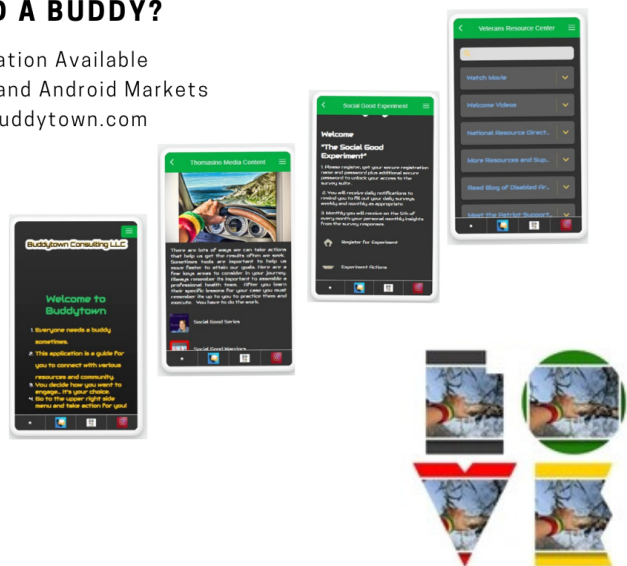 D A BUDDY?
ation Available
and Android Markets
uddytown.com
Veterans Resource Center
Watch Movie
Welcome Videos
National Resource Direct..
More Resources and Sup..
Read Blog of Disabled Ar..
Meet the Patriot Support..
Social Good Experiment
Welcome
"The Social Good
Experiment"
1. Please register, get your secure registration
name and password plus additional secure
password to unlock your access to the
survey suite.
2. You will receive daily notifications to
remind you to fill out your daily surveys,
weekly and monthly as appropriate.
3. Monthly you will receive on the 5th of
every month your personal monthly insights
from the survey responses.
Register for Experiment
Experiment Actions
Thomasino Media Content
There are lots of ways we can take actions
that help us get the results often we seek.
Sometimes tools are important to help us
move faster to attain our goals. Here are a
few keys areas to consider in your journey.
Always remember its important to assemble a
professional health team. After you learn
their specific lessons for your case you must
remember its up to you to practice them and
execute. You have to do the work.
Social Good Series
Social Good Warriors
Buddytown Consulting LLC
Welcome to
Buddytown
1. Everyone needs a buddy
sometimes.
2. This application is a guide for
you to connect with various
resources and community.
3. You decide how you want to
engage.. it's your choice.
4. Go to the upper right side
menu and take action for you!